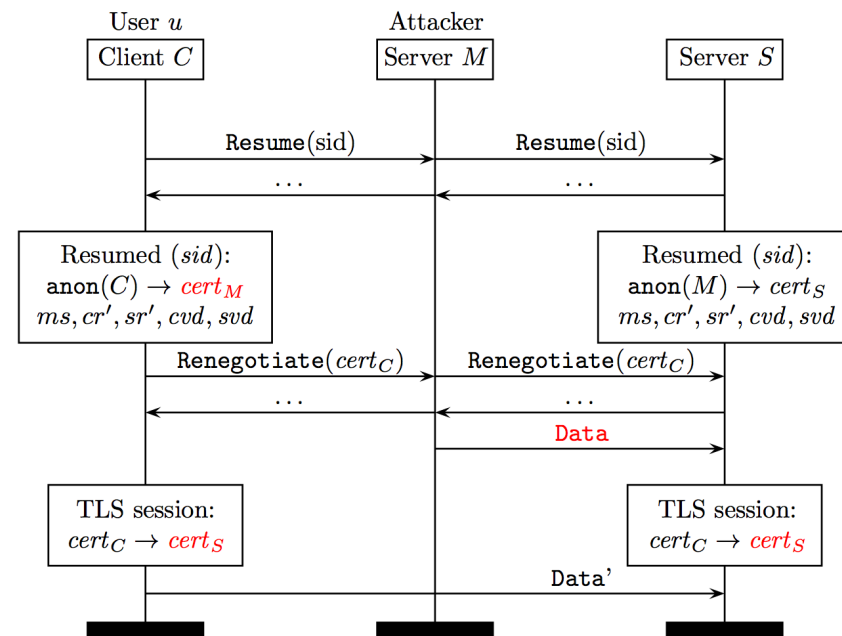 User u Attacker
Client C Server M Server S
Resume(sid) Resume(sid)
... ...
Resumed (sid): Resumed (sid):
anon(C) → cert_M anon(M) → cert_S
ms, cr′, sr′, cvd, svd ms, cr′, sr′, cvd, svd
Renegotiate(cert_C) Renegotiate(cert_C)
... ...
Data
TLS session: TLS session:
cert_C → cert_S cert_C → cert_S
Data'